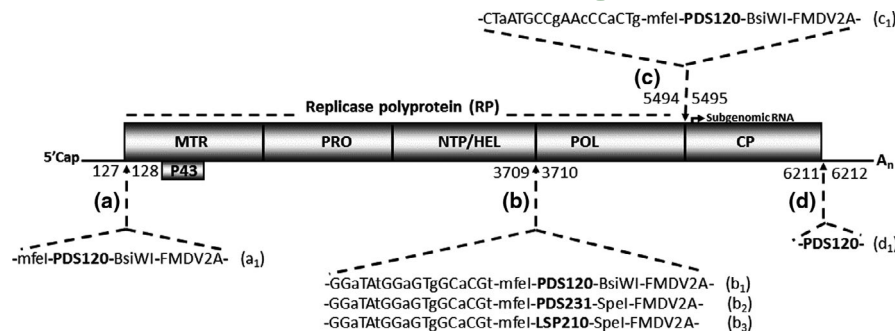 -CTaATGCCgAAcCCaCTg-mfeI-PDS120-BsiWI-FMDV2A- (c1)
(c)
5494 5495
Replicase polyprotein (RP)
Subgenomic RNA
MTR PRO NTP/HEL POL CP
5'Cap An
127 128 P43 3709 3710 6211 6212
(a) (b) (d)
-mfeI-PDS120-BsiWI-FMDV2A- (a1)
-PDS120- (d1)
-GGaTAtGGaGTgGCaCGt-mfeI-PDS120-BsiWI-FMDV2A- (b1)
-GGaTAtGGaGTgGCaCGt-mfeI-PDS231-SpeI-FMDV2A- (b2)
-GGaTAtGGaGTgGCaCGt-mfeI-LSP210-SpeI-FMDV2A- (b3)